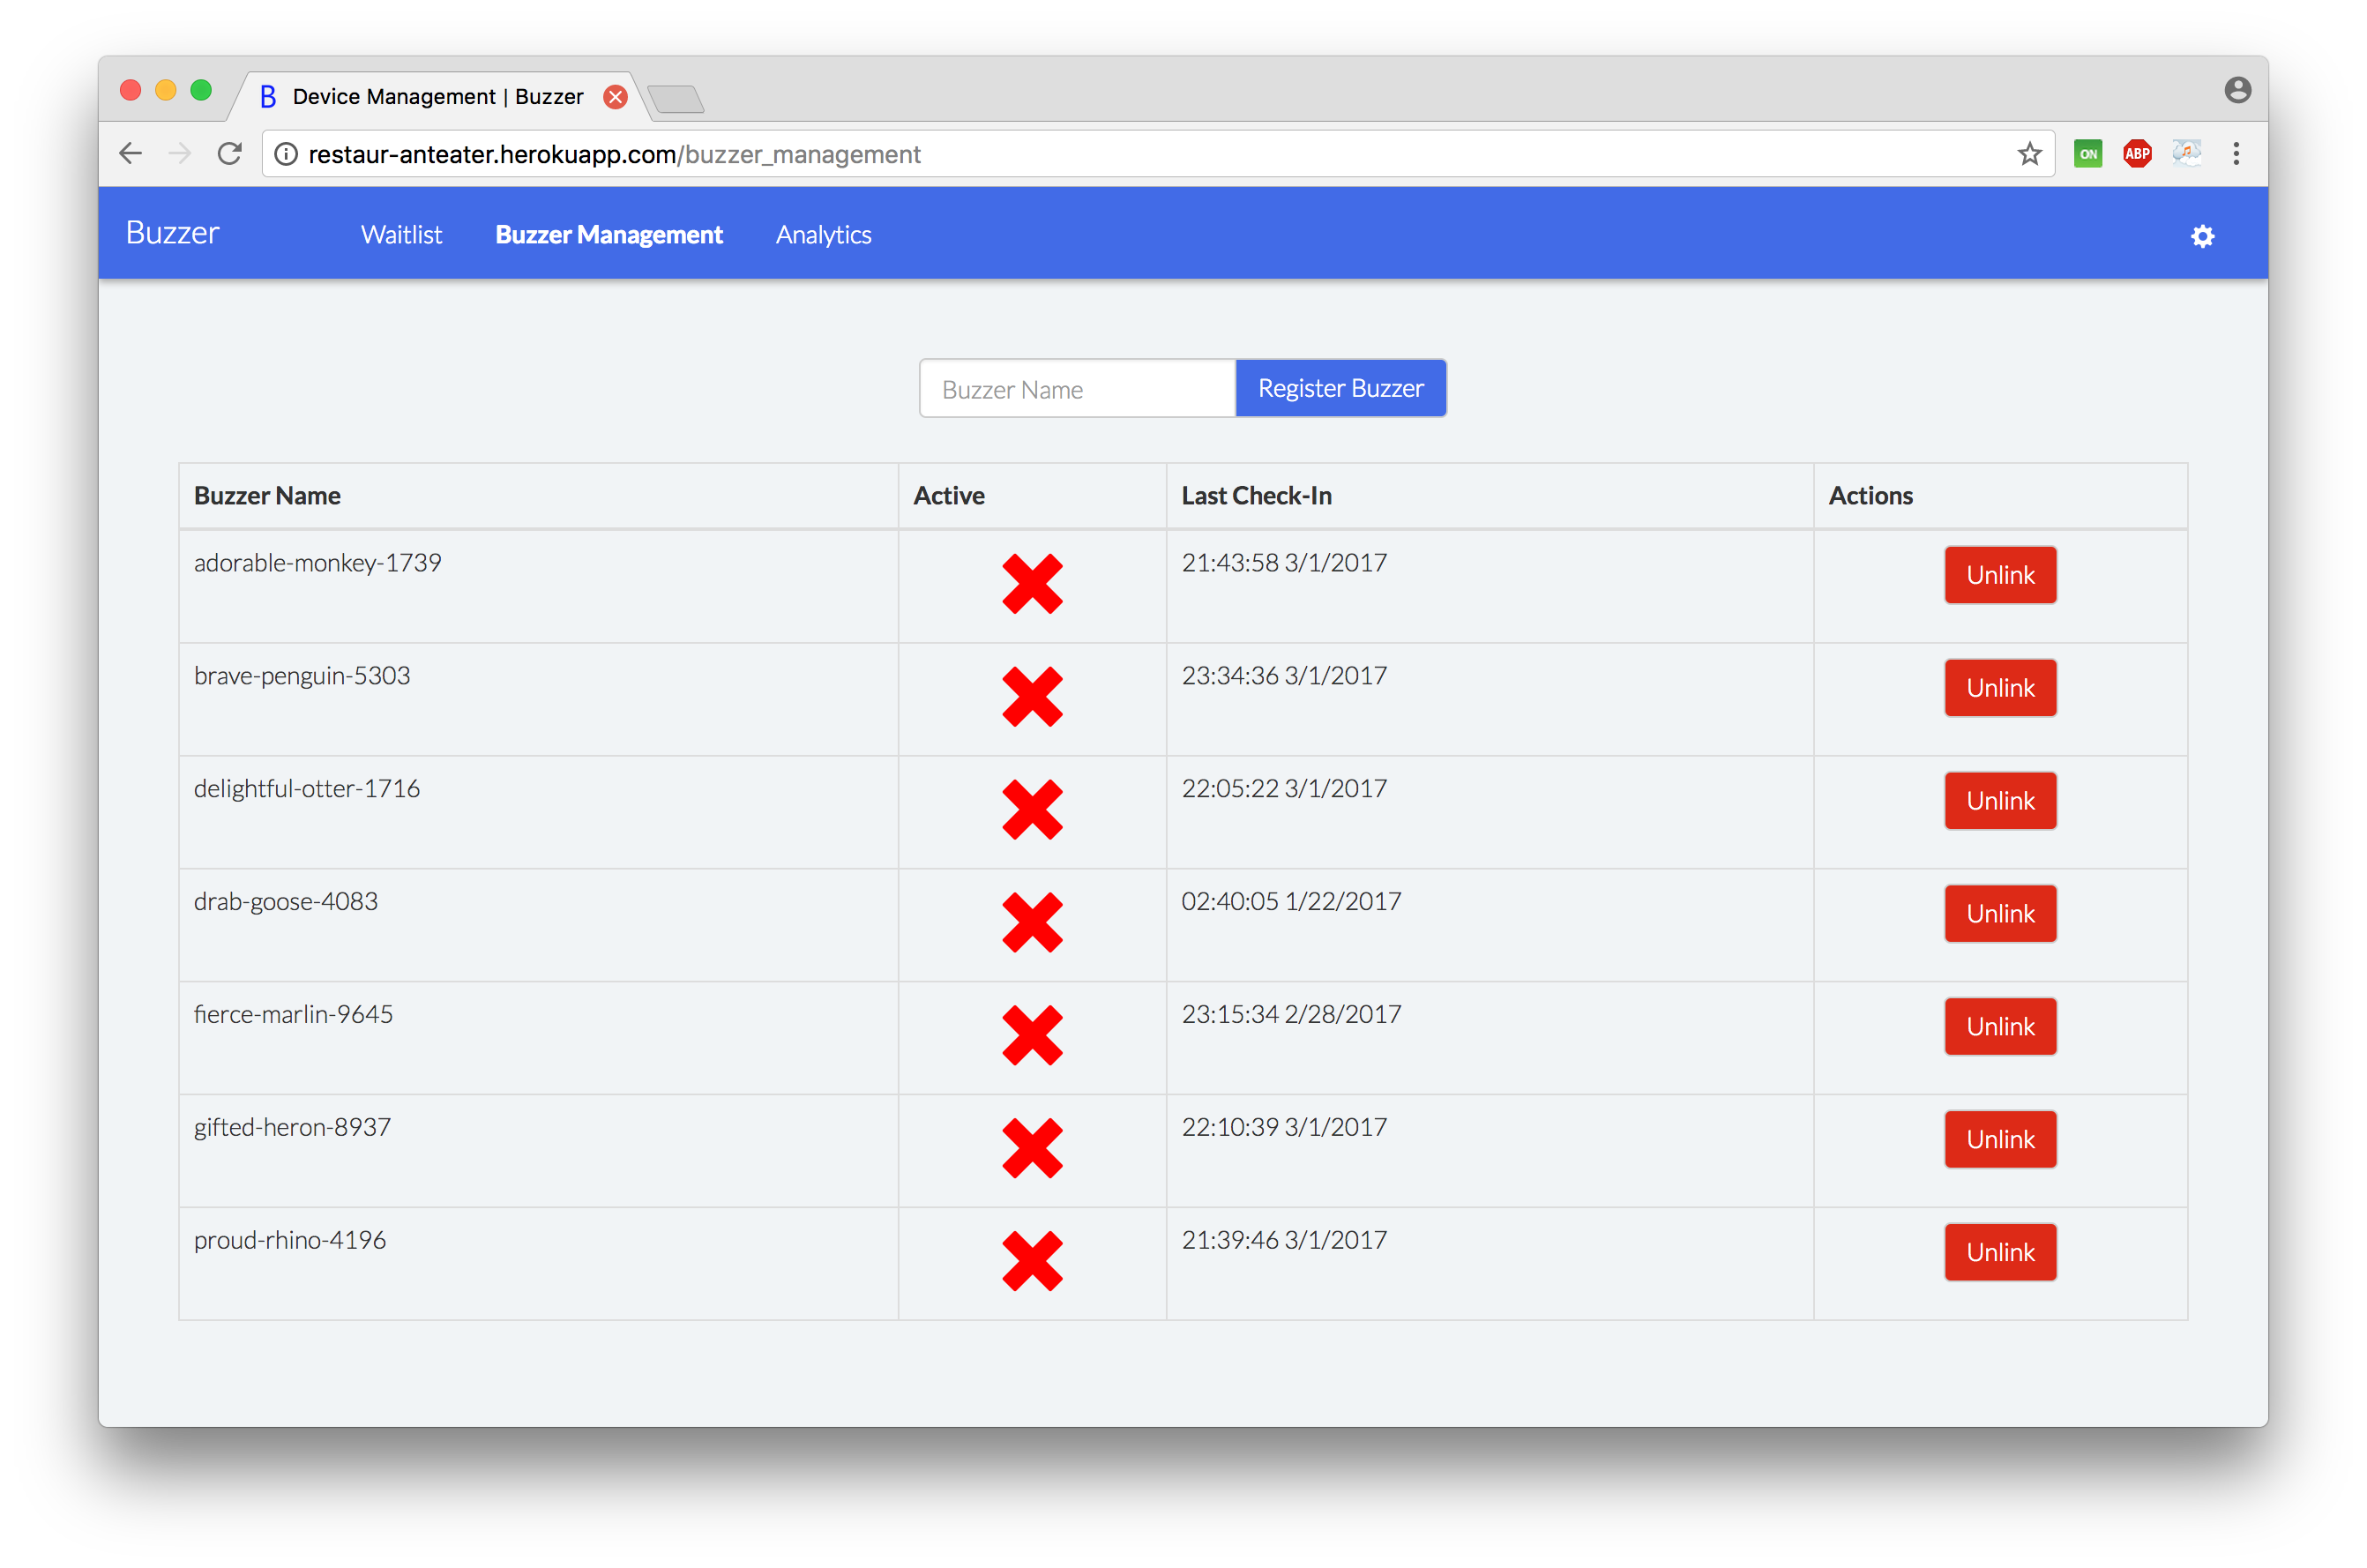 B Device Management | Buzzer
restaur-anteater.herokuapp.com/buzzer_management ON ABP
Buzzer Waitlist Buzzer Management Analytics
Buzzer Name Register Buzzer
Buzzer Name Active Last Check-In Actions
adorable-monkey-1739 21:43:58 3/1/2017 Unlink
brave-penguin-5303 23:34:36 3/1/2017 Unlink
delightful-otter-1716 22:05:22 3/1/2017 Unlink
drab-goose-4083 02:40:05 1/22/2017 Unlink
fierce-marlin-9645 23:15:34 2/28/2017 Unlink
gifted-heron-8937 22:10:39 3/1/2017 Unlink
proud-rhino-4196 21:39:46 3/1/2017 Unlink